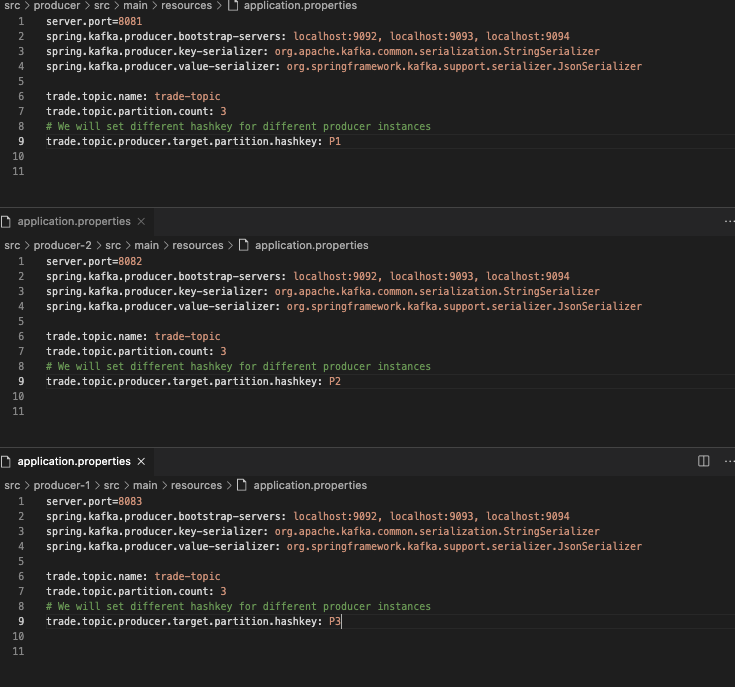 src > producer > src > main > resources > application.properties
1 server.port=8081
2 spring.kafka.producer.bootstrap-servers: localhost:9092, localhost:9093, localhost:9094
3 spring.kafka.producer.key-serializer: org.apache.kafka.common.serialization.StringSerializer
4 spring.kafka.producer.value-serializer: org.springframework.kafka.support.serializer.JsonSerializer
5
6 trade.topic.name: trade-topic
7 trade.topic.partition.count: 3
8 # We will set different hashkey for different producer instances
9 trade.topic.producer.target.partition.hashkey: P1
10
11
application.properties
src > producer-2 > src > main > resources > application.properties
1 server.port=8082
2 spring.kafka.producer.bootstrap-servers: localhost:9092, localhost:9093, localhost:9094
3 spring.kafka.producer.key-serializer: org.apache.kafka.common.serialization.StringSerializer
4 spring.kafka.producer.value-serializer: org.springframework.kafka.support.serializer.JsonSerializer
5
6 trade.topic.name: trade-topic
7 trade.topic.partition.count: 3
8 # We will set different hashkey for different producer instances
9 trade.topic.producer.target.partition.hashkey: P2
10
11
application.properties
src > producer-1 > src > main > resources > application.properties
1 server.port=8083
2 spring.kafka.producer.bootstrap-servers: localhost:9092, localhost:9093, localhost:9094
3 spring.kafka.producer.key-serializer: org.apache.kafka.common.serialization.StringSerializer
4 spring.kafka.producer.value-serializer: org.springframework.kafka.support.serializer.JsonSerializer
5
6 trade.topic.name: trade-topic
7 trade.topic.partition.count: 3
8 # We will set different hashkey for different producer instances
9 trade.topic.producer.target.partition.hashkey: P3
10
11